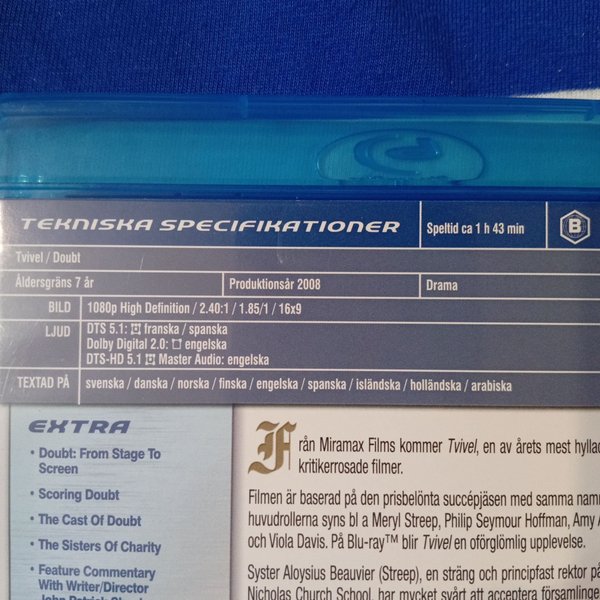 TEKNISKA SPECIFIKATIONER
Speltid ca 1 h 43 min
B
Tvivel / Doubt
Åldersgräns 7 år
Produktionsår 2008
Drama
BILD
1080p High Definition / 2.40:1 / 1.85/1 / 16x9
LJUD
DTS 5.1: franska / spanska
Dolby Digital 2.0: engelska
DTS-HD 5.1 Master Audio: engelska
TEXTAD PÅ
svenska / danska / norska / finska / engelska / spanska / isländska / holländska / arabiska
EXTRA
• Doubt: From Stage To
Screen
• Scoring Doubt
• The Cast Of Doubt
• The Sisters Of Charity
• Feature Commentary
With Writer/Director
John Patrick
Från Miramax Films kommer Tvivel, en av årets mest
kritikerrosade filmer.
Filmen är baserad på den prisbelönta succépjäsen med samma
huvudrollerna syns bl a Meryl Streep, Philip Seymour Hoffman, Amy
och Viola Davis. På Blu-ray™ blir Tvivel en oförglömlig upplevelse.
Syster Aloysius Beauvier (Streep), en sträng och principfast rektor på
Nicholas Church School, har mycket svårt att acceptera